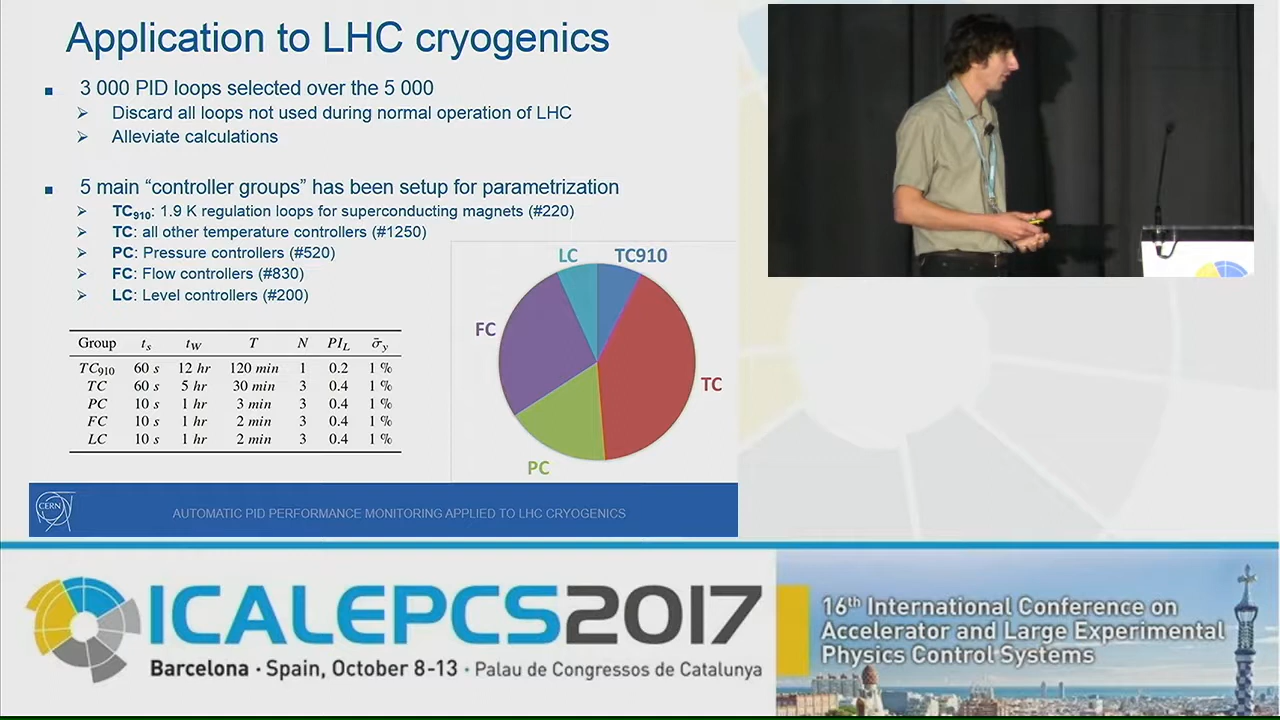 Application to LHC cryogenics
3 000 PID loops selected over the 5 000
Discard all loops not used during normal operation of LHC
Alleviate calculations
5 main “controller groups” has been setup for parametrization
TC910: 1.9 K regulation loops for superconducting magnets (#220)
TC: all other temperature controllers (#1250)
PC: Pressure controllers (#520)
FC: Flow controllers (#830)
LC: Level controllers (#200)
LC TC910
FC
TC
PC
Group ts tW T N PIL σ̄y
TC910 60 s 12 hr 120 min 1 0.2 1 %
TC 60 s 5 hr 30 min 3 0.4 1 %
PC 10 s 1 hr 3 min 3 0.4 1 %
FC 10 s 1 hr 2 min 3 0.4 1 %
LC 10 s 1 hr 2 min 3 0.4 1 %
CERN
AUTOMATIC PID PERFORMANCE MONITORING APPLIED TO LHC CRYOGENICS
ICALEPCS2017
Barcelona · Spain, October 8-13 · Palau de Congressos de Catalunya
16th International Conference on
Accelerator and Large Experimental
Physics Control Systems